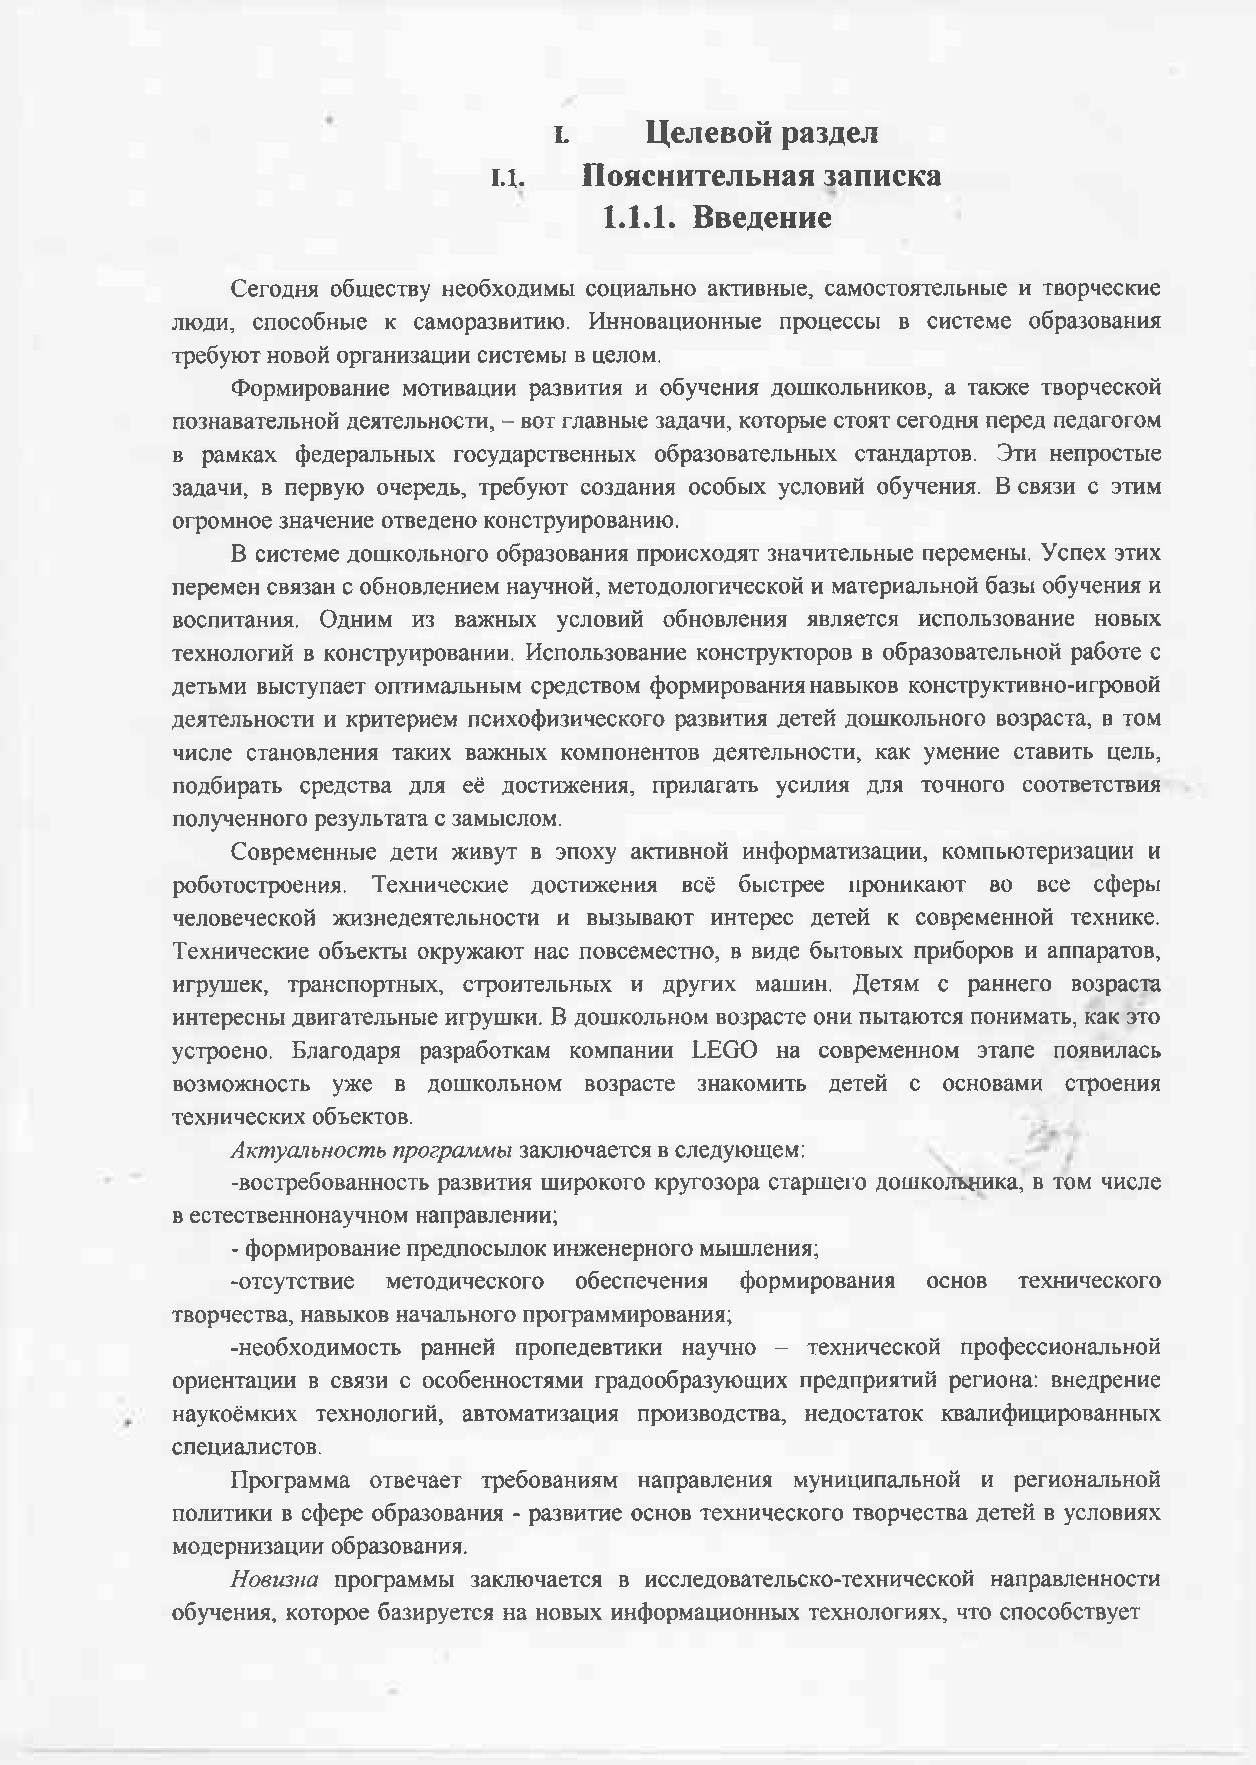 I. Целевой раздел
I.1. Пояснительная записка
1.1.1. Введение
Сегодня обществу необходимы социально активные, самостоятельные и творческие
люди, способные к саморазвитию. Инновационные процессы в системе образования
требуют новой организации системы в целом.
Формирование мотивации развития и обучения дошкольников, а также творческой
познавательной деятельности, – вот главные задачи, которые стоят сегодня перед педагогом
в рамках федеральных государственных образовательных стандартов. Эти непростые
задачи, в первую очередь, требуют создания особых условий обучения. В связи с этим
огромное значение отведено конструированию.
В системе дошкольного образования происходят значительные перемены. Успех этих
перемен связан с обновлением научной, методологической и материальной базы обучения и
воспитания. Одним из важных условий обновления является использование новых
технологий в конструировании. Использование конструкторов в образовательной работе с
детьми выступает оптимальным средством формирования навыков конструктивно-игровой
деятельности и критерием психофизического развития детей дошкольного возраста, в том
числе становления таких важных компонентов деятельности, как умение ставить цель,
подбирать средства для её достижения, прилагать усилия для точного соответствия
полученного результата с замыслом.
Современные дети живут в эпоху активной информатизации, компьютеризации и
роботостроения. Технические достижения всё быстрее проникают во все сферы
человеческой жизнедеятельности и вызывают интерес детей к современной технике.
Технические объекты окружают нас повсеместно, в виде бытовых приборов и аппаратов,
игрушек, транспортных, строительных и других машин. Детям с раннего возраста
интересны двигательные игрушки. В дошкольном возрасте они пытаются понимать, как это
устроено. Благодаря разработкам компании LEGO на современном этапе появилась
возможность уже в дошкольном возрасте знакомить детей с основами строения
технических объектов.
Актуальность программы заключается в следующем:
-востребованность развития широкого кругозора старшего дошкольника, в том числе
в естественнонаучном направлении;
- формирование предпосылок инженерного мышления;
-отсутствие методического обеспечения формирования основ технического
творчества, навыков начального программирования;
-необходимость ранней пропедевтики научно – технической профессиональной
ориентации в связи с особенностями градообразующих предприятий региона: внедрение
наукоёмких технологий, автоматизация производства, недостаток квалифицированных
специалистов.
Программа отвечает требованиям направления муниципальной и региональной
политики в сфере образования - развитие основ технического творчества детей в условиях
модернизации образования.
Новизна программы заключается в исследовательско-технической направленности
обучения, которое базируется на новых информационных технологиях, что способствует